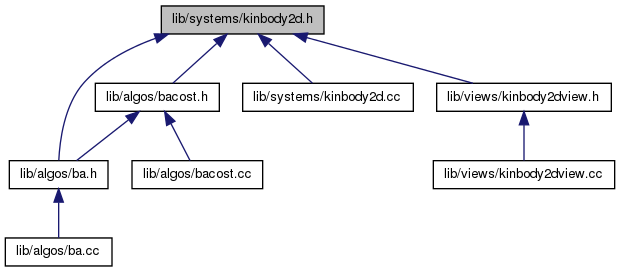 lib/systems/kinbody2d.h
lib/algos/bacost.h
lib/systems/kinbody2d.cc
lib/views/kinbody2dview.h
lib/algos/ba.h
lib/algos/bacost.cc
lib/views/kinbody2dview.cc
lib/algos/ba.cc